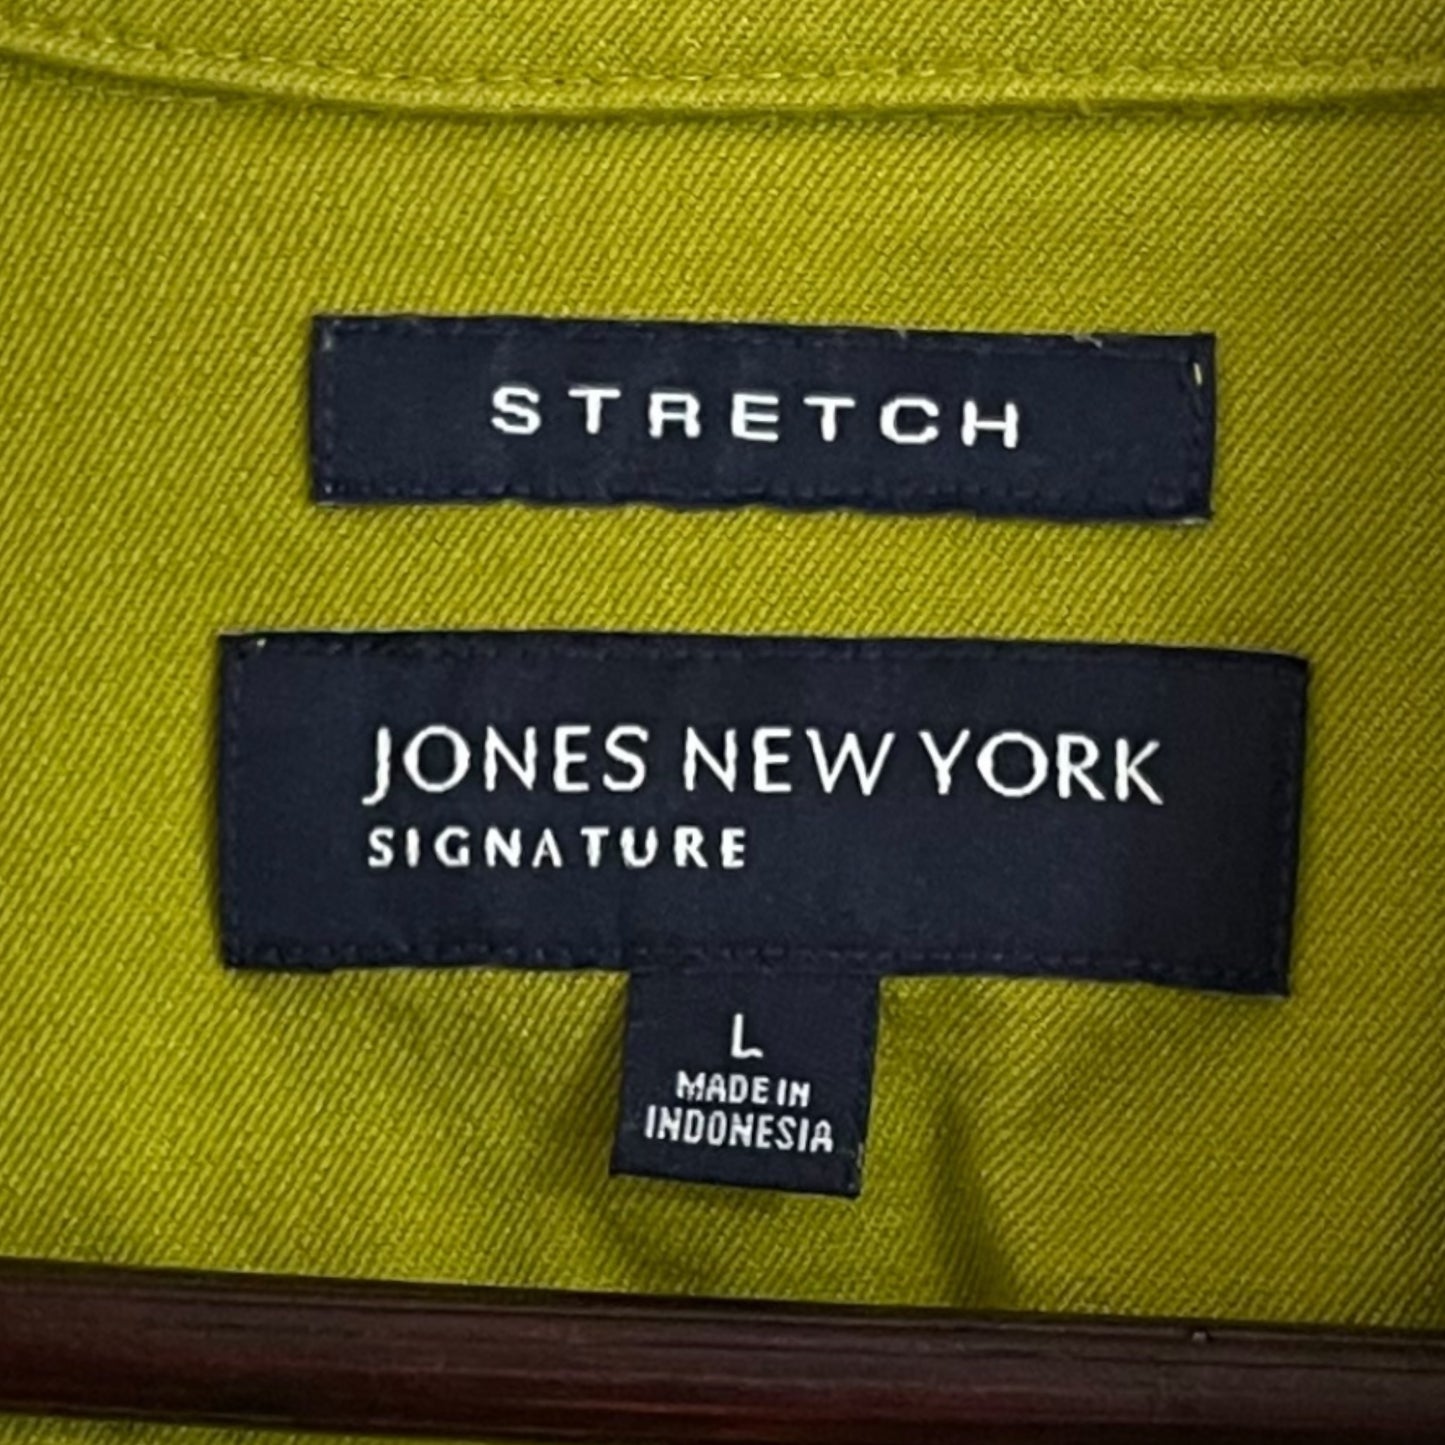 STRETCH
JONES NEW YORK
SIGNATURE
L
MADE IN
INDONESIA